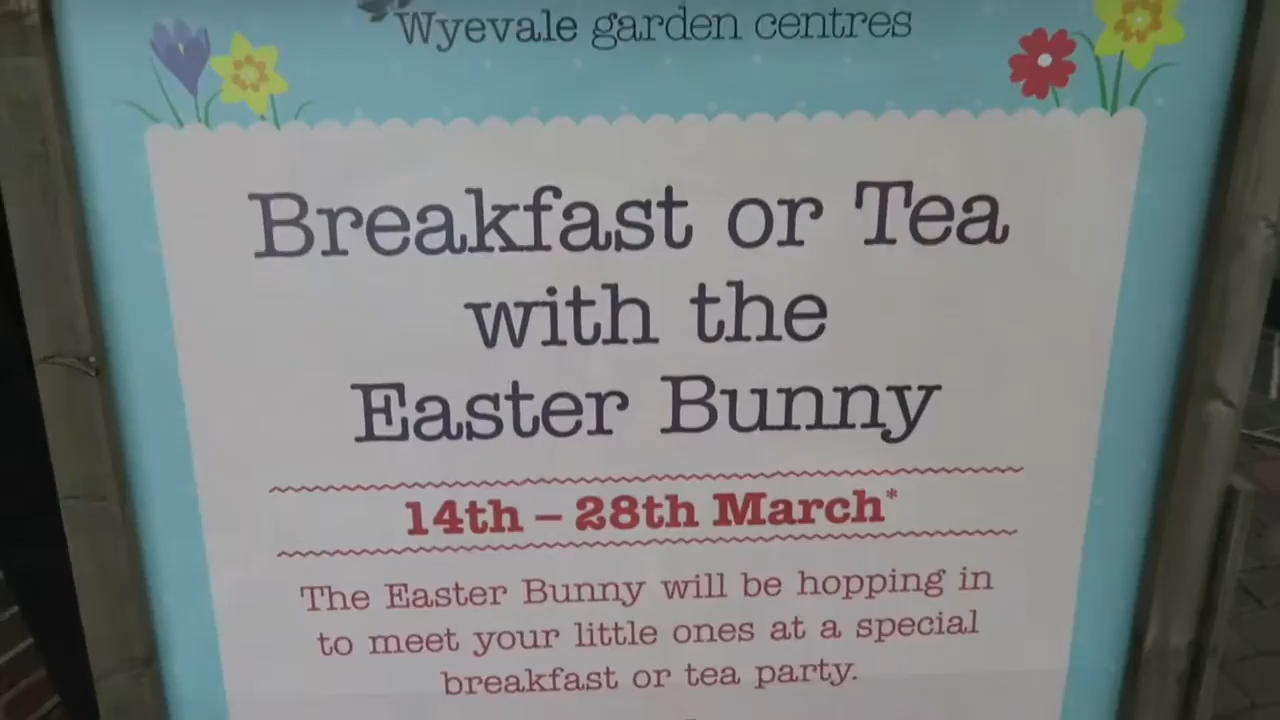 Wyevale garden centres
Breakfast or Tea
with the
Easter Bunny
14th – 28th March*
The Easter Bunny will be hopping in
to meet your little ones at a special
breakfast or tea party.